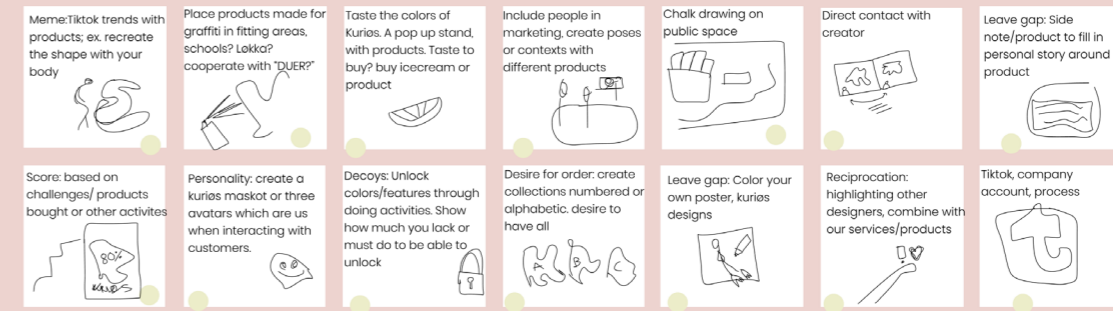 Meme:Tiktok trends with
products; ex. recreate
the shape with your
body
Place products made for
graffiti in fitting areas,
schools? Løkka?
cooperate with "DUER?"
Taste the colors of
Kuriøs. A pop up stand,
with products. Taste to
buy? buy icecream or
product
Include people in
marketing, create poses
or contexts with
different products
Chalk drawing on
public space
Direct contact with
creator
Leave gap: Side
note/product to fill in
personal story around
product
Score: based on
challenges/ products
bought or other activites
80%
Personality: create a
kuriøs maskot or three
avatars which are us
when interacting with
customers.
Decoys: Unlock
colors/features through
doing activities. Show
how much you lack or
must do to be able to
unlock
Desire for order: create
collections numbered or
alphabetic. desire to
have all
A B C
Leave gap: Color your
own poster, kuriøs
designs
Reciprocation:
highlighting other
designers, combine with
our services/products
Tiktok, company
account, process
t